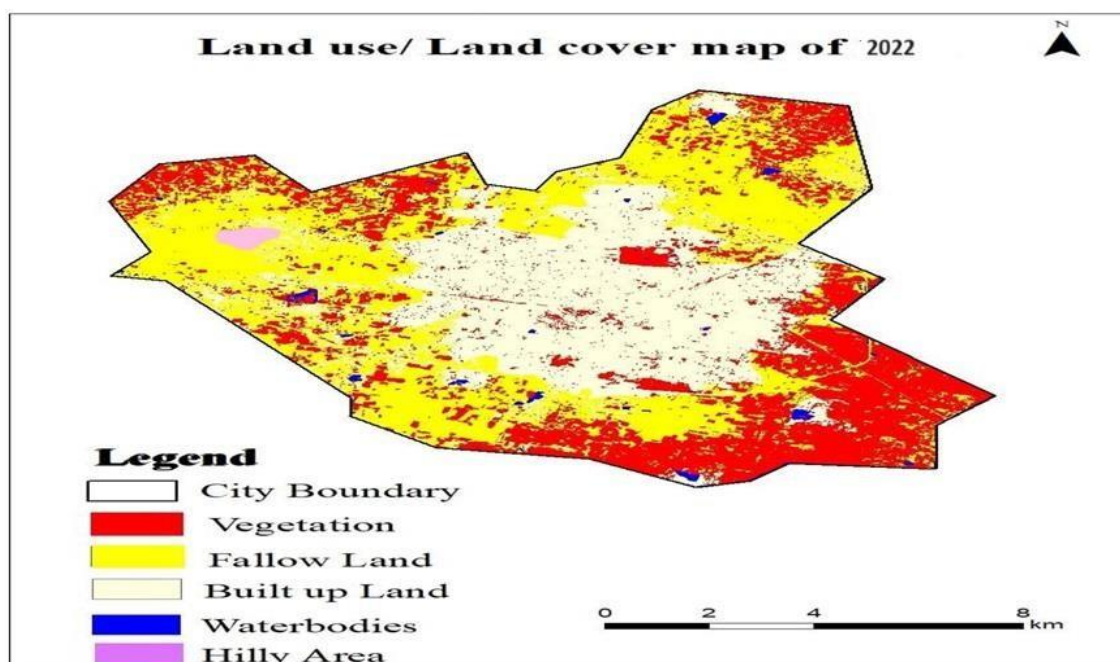 Land use/ Land cover map of 2022
N
Legend
City Boundary
Vegetation
Fallow Land
Built up Land
Waterbodies
Hilly Area
0 2 4 8
km